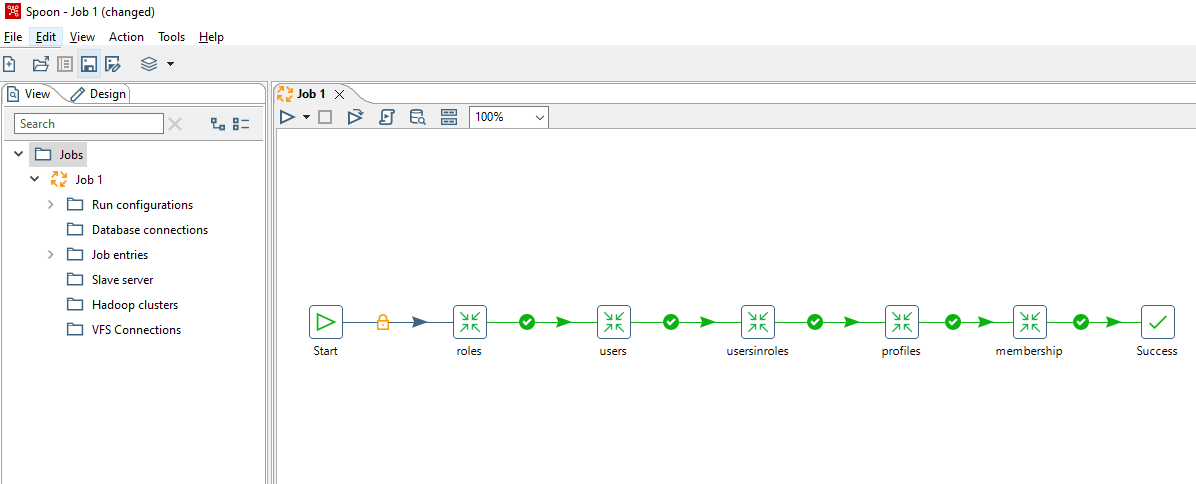 Spoon - Job 1 (changed)
File Edit View Action Tools Help
View Design
Job 1
Search
100%
Jobs
Job 1
Run configurations
Database connections
Job entries
Slave server
Hadoop clusters
VFS Connections
Start roles users usersinroles profiles membership Success